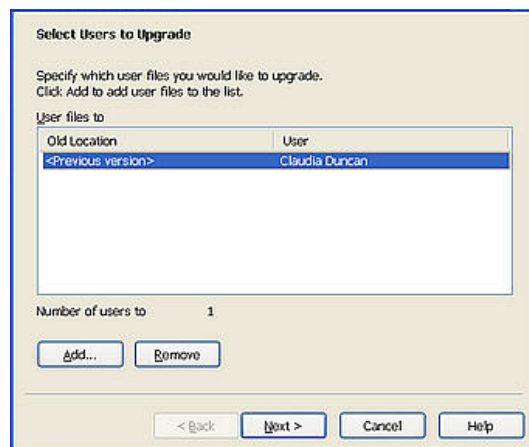 Select Users to Upgrade
Specify which user files you would like to upgrade.
Click Add to add user files to the list.
User files to
Old Location User
<Previous version> Claudia Duncan
Number of users to 1
Add... Remove
< Back Next > Cancel Help